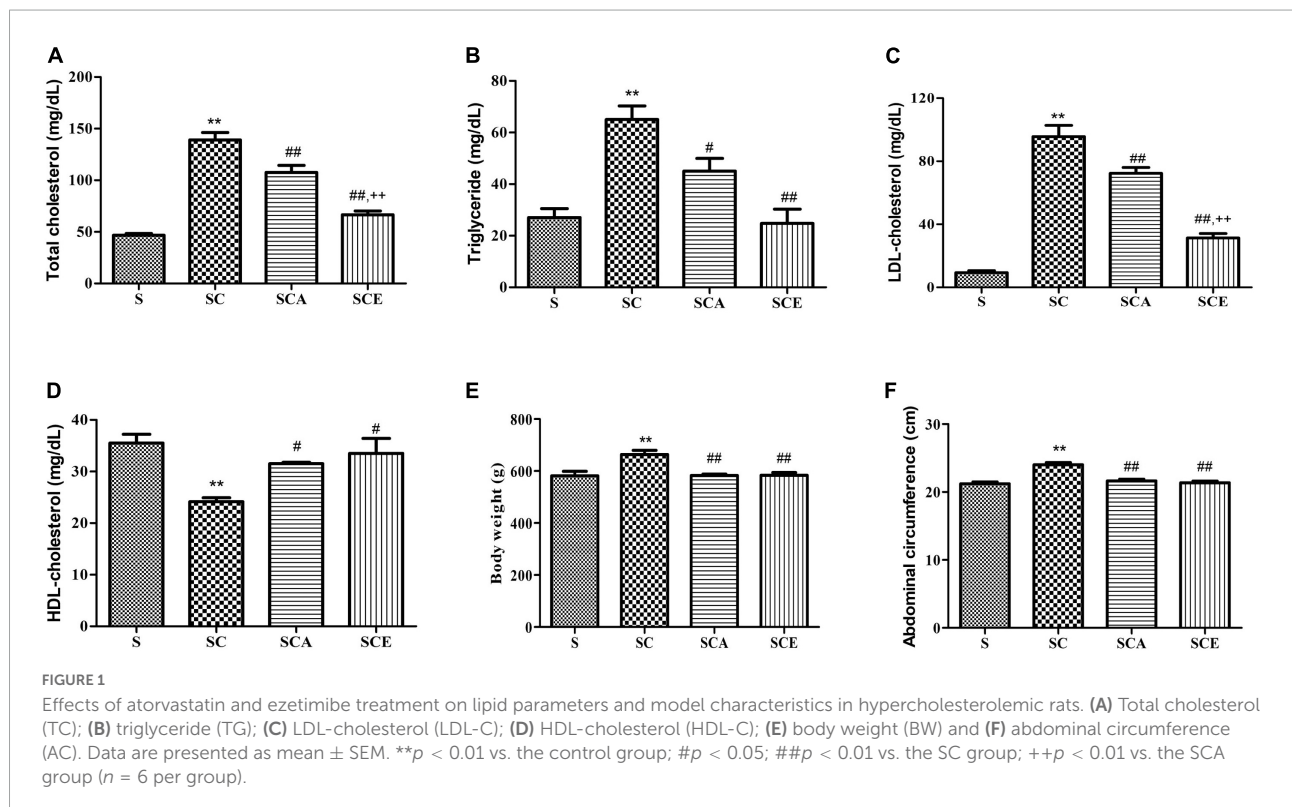 A
Total cholesterol (mg/dL)
200
150
100
50
0
**
##
##,++
S SC SCA SCE
B
Triglyceride (mg/dL)
80
60
40
20
0
**
#
##
S SC SCA SCE
C
LDL-cholesterol (mg/dL)
120
80
40
0
**
##
##,++
S SC SCA SCE
D
HDL-cholesterol (mg/dL)
40
30
20
10
0
**
#
#
S SC SCA SCE
E
Body weight (g)
800
600
400
200
0
**
##
##
S SC SCA SCE
F
Abdominal circumference (cm)
30
20
10
0
**
##
##
S SC SCA SCE
FIGURE 1
Effects of atorvastatin and ezetimibe treatment on lipid parameters and model characteristics in hypercholesterolemic rats. (A) Total cholesterol
(TC); (B) triglyceride (TG); (C) LDL-cholesterol (LDL-C); (D) HDL-cholesterol (HDL-C); (E) body weight (BW) and (F) abdominal circumference
(AC). Data are presented as mean ± SEM. **p < 0.01 vs. the control group; #p < 0.05; ##p < 0.01 vs. the SC group; ++p < 0.01 vs. the SCA
group (n = 6 per group).